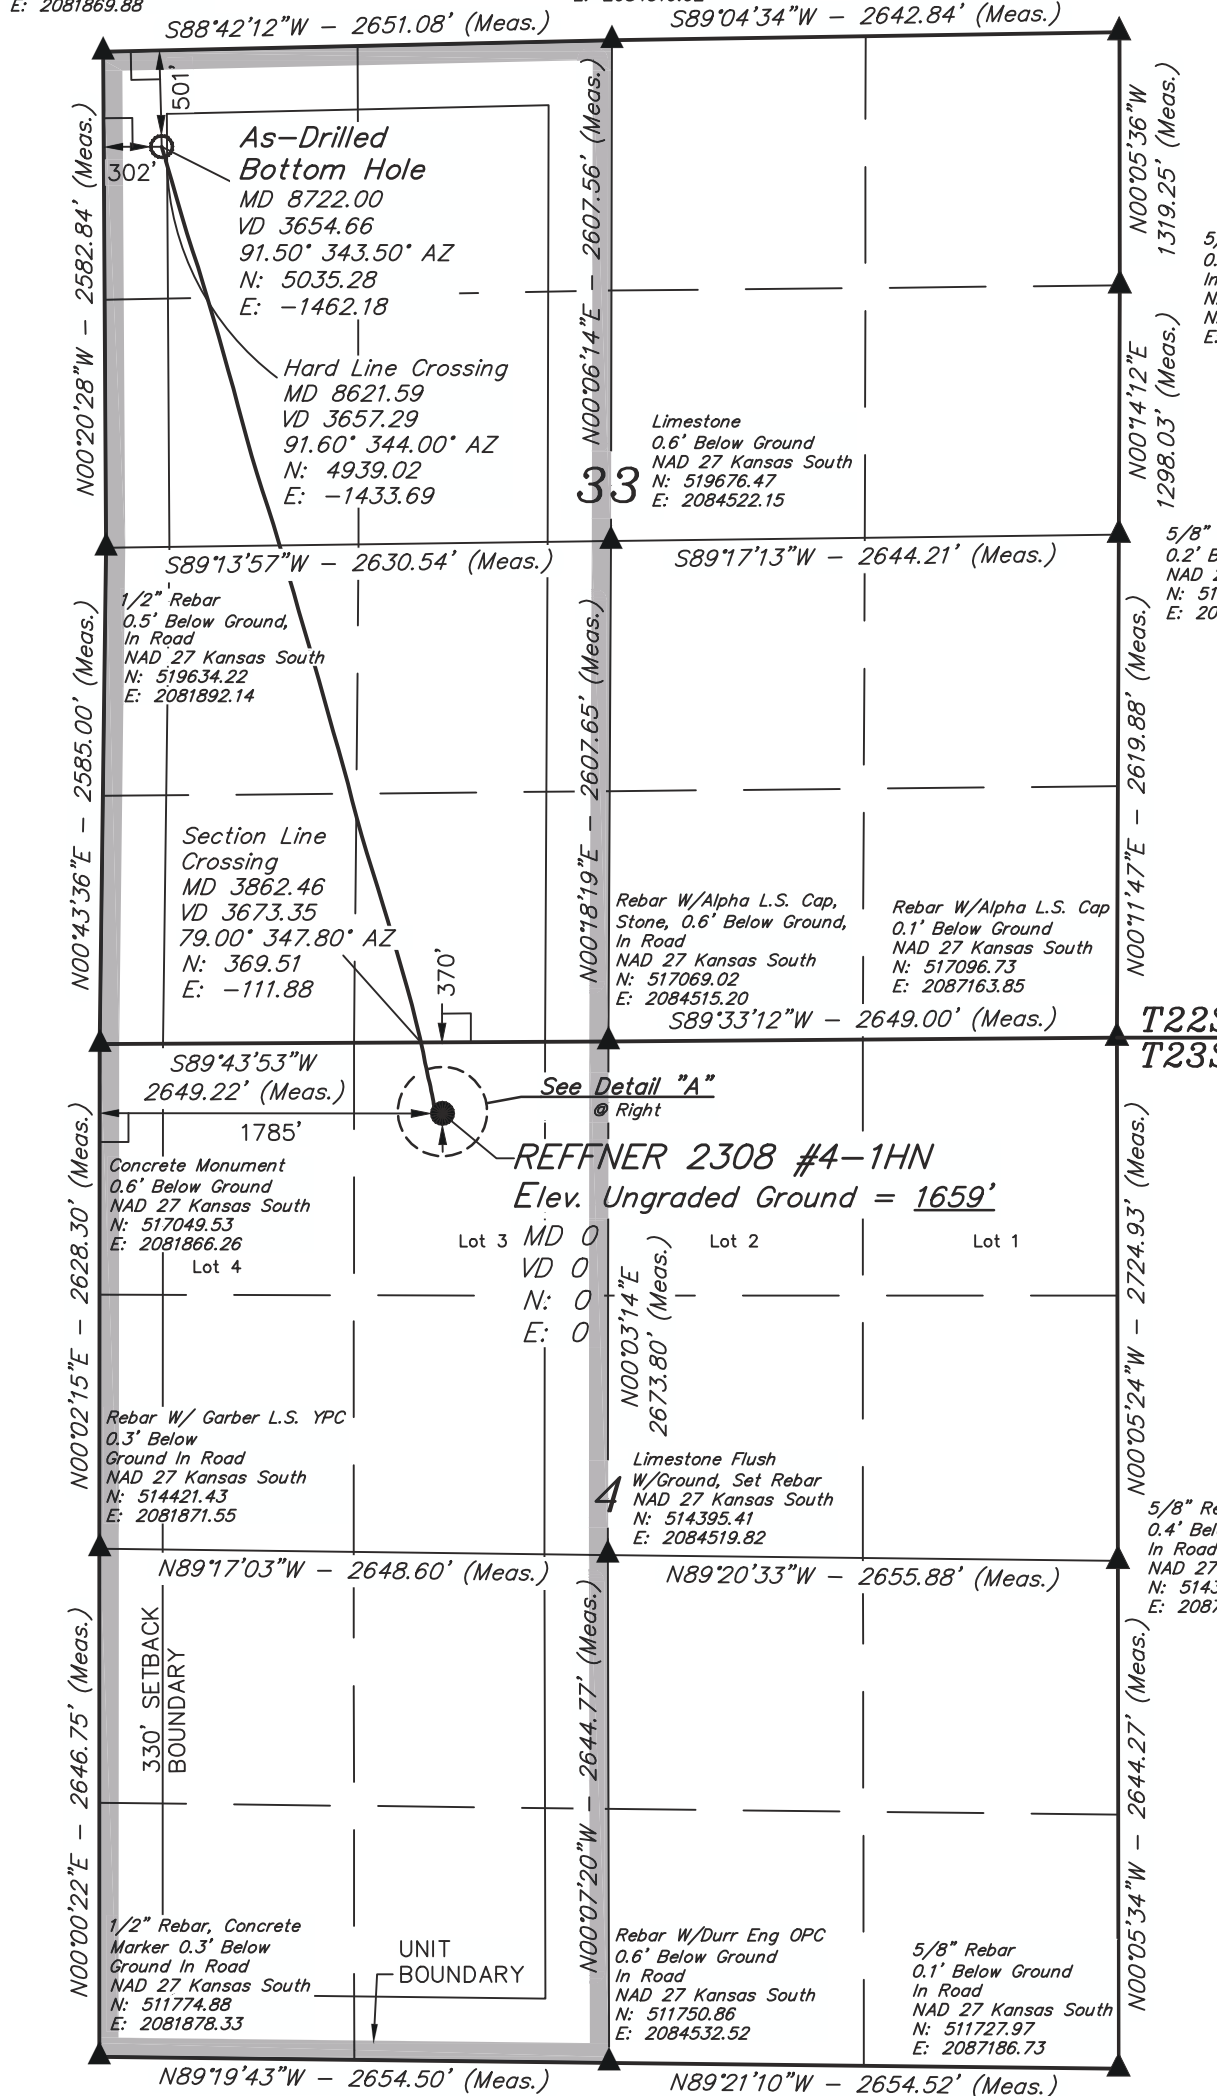 E: 2081869.88
S88°42'12"W - 2651.08' (Meas.)
S89°04'34"W - 2642.84' (Meas.)
501'
302'
As-Drilled
Bottom Hole
MD 8722.00
VD 3654.66
91.50° 343.50° AZ
N: 5035.28
E: -1462.18
Hard Line Crossing
MD 8621.59
VD 3657.29
91.60° 344.00° AZ
N: 4939.02
E: -1433.69
N00°20'28"W - 2582.84' (Meas.)
N00°06'14"E - 2607.56' (Meas.)
N00°05'36"W
1319.25' (Meas.)
N00°14'12"E
1298.03' (Meas.)
33
Limestone
0.6' Below Ground
NAD 27 Kansas South
N: 519676.47
E: 2084522.15
S89°13'57"W - 2630.54' (Meas.)
S89°17'13"W - 2644.21' (Meas.)
5/8"
0.2'
NAD
N: 51
E: 20
1/2" Rebar
0.5' Below Ground,
In Road
NAD 27 Kansas South
N: 519634.22
E: 2081892.14
N00°43'36"E - 2585.00' (Meas.)
N00°18'19"E - 2607.65' (Meas.)
N00°11'47"E - 2619.88' (Meas.)
Section Line
Crossing
MD 3862.46
VD 3673.35
79.00° 347.80° AZ
N: 369.51
E: -111.88
370'
Rebar W/Alpha L.S. Cap,
Stone, 0.6' Below Ground,
In Road
NAD 27 Kansas South
N: 517069.02
E: 2084515.20
Rebar W/Alpha L.S. Cap
0.1' Below Ground
NAD 27 Kansas South
N: 517096.73
E: 2087163.85
S89°33'12"W - 2649.00' (Meas.)
T22S
T23S
S89°43'53"W
2649.22' (Meas.)
1785'
See Detail "A"
@ Right
REFFNER 2308 #4-1HN
Elev. Ungraded Ground = 1659'
MD 0
VD 0
N: 0
E: 0
Concrete Monument
0.6' Below Ground
NAD 27 Kansas South
N: 517049.53
E: 2081866.26
Lot 4
Lot 3
Lot 2
Lot 1
N00°02'15"E - 2628.30' (Meas.)
N00°03'14"E
2673.80' (Meas.)
N00°05'24"W - 2724.93' (Meas.)
Rebar W/ Garber L.S. YPC
0.3' Below
Ground In Road
NAD 27 Kansas South
N: 514421.43
E: 2081871.55
4
Limestone Flush
W/Ground, Set Rebar
NAD 27 Kansas South
N: 514395.41
E: 2084519.82
5/8" Re
0.4' Bel
In Road
NAD 27
N: 5143
E: 2087
N89°17'03"W - 2648.60' (Meas.)
N89°20'33"W - 2655.88' (Meas.)
330' SETBACK
BOUNDARY
N00°00'22"E - 2646.75' (Meas.)
N00°07'20"W - 2644.77' (Meas.)
N00°05'34"W - 2644.27' (Meas.)
1/2" Rebar, Concrete
Marker 0.3' Below
Ground In Road
NAD 27 Kansas South
N: 511774.88
E: 2081878.33
UNIT
BOUNDARY
Rebar W/Durr Eng OPC
0.6' Below Ground
In Road
NAD 27 Kansas South
N: 511750.86
E: 2084532.52
5/8" Rebar
0.1' Below Ground
In Road
NAD 27 Kansas South
N: 511727.97
E: 2087186.73
N89°19'43"W - 2654.50' (Meas.)
N89°21'10"W - 2654.52' (Meas.)